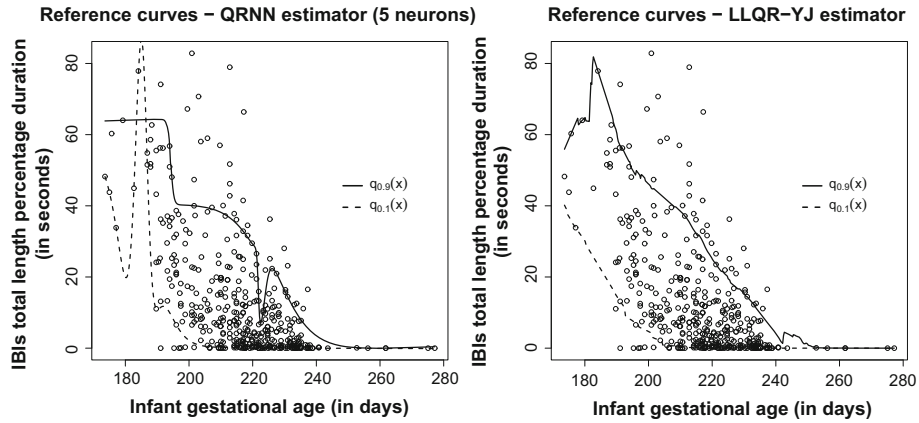 Reference curves − QRNN estimator (5 neurons)
IBIs total length percentage duration
(in seconds)
80
60
40
20
0
q0.9(x)
q0.1(x)
180 200 220 240 260 280
Infant gestational age (in days)
Reference curves − LLQR−YJ estimator
IBIs total length percentage duration
(in seconds)
80
60
40
20
0
q0.9(x)
q0.1(x)
180 200 220 240 260 280
Infant gestational age (in days)